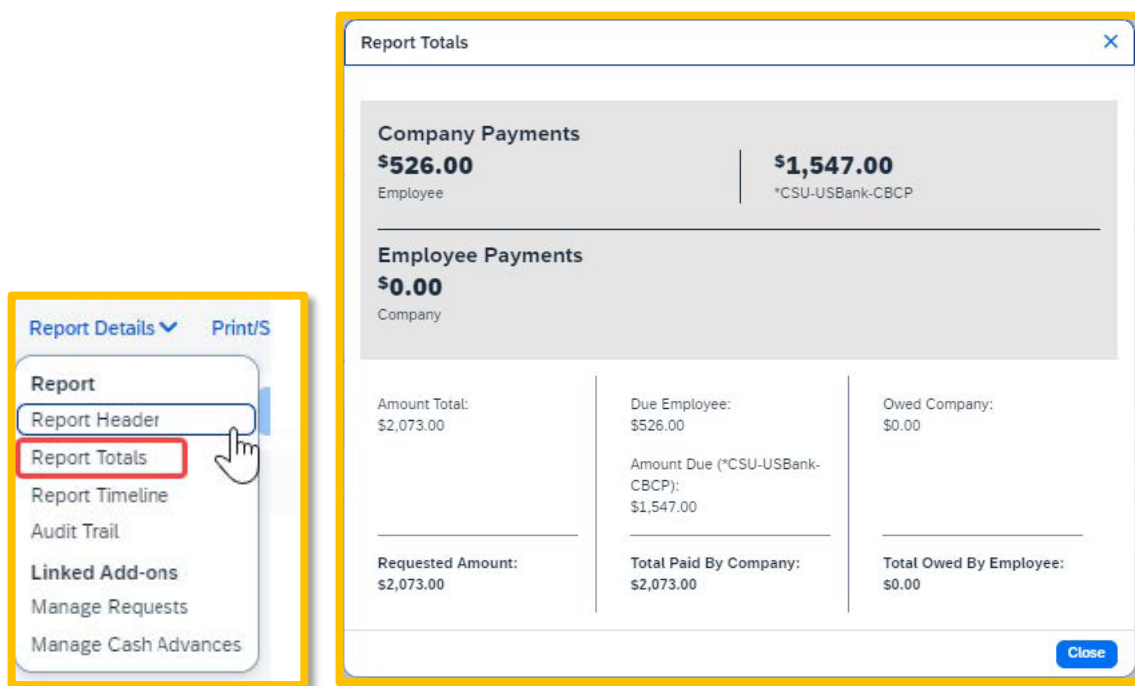 Report Details
Print/S
Report
Report Header
Report Totals
Report Timeline
Audit Trail
Linked Add-ons
Manage Requests
Manage Cash Advances
Report Totals
Company Payments
$526.00
Employee
$1,547.00
*CSU-USBank-CBCP
Employee Payments
$0.00
Company
Amount Total:
$2,073.00
Requested Amount:
$2,073.00
Due Employee:
$526.00
Amount Due (*CSU-USBank-
CBCP):
$1,547.00
Total Paid By Company:
$2,073.00
Owed Company:
$0.00
Total Owed By Employee:
$0.00
Close